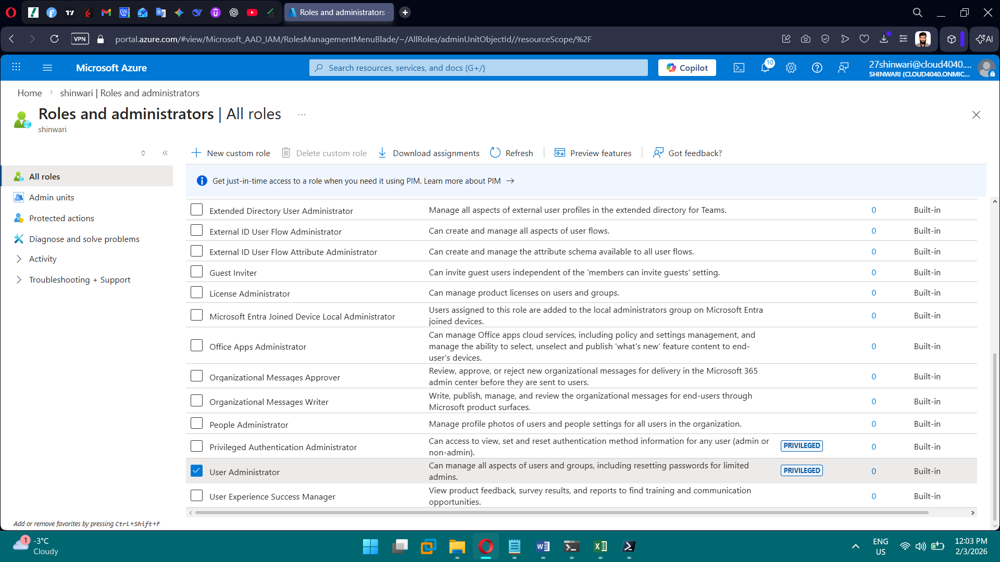 Roles and administrators -
VPN
portal.azure.com/#view/Microsoft_AAD_IAM/RolesManagementMenuBlade/~/AllRoles/adminUnitObjectId//resourceScope/%2F
AI
Microsoft Azure
Search resources, services, and docs (G+/)
Copilot
10
27shinwari@cloud4040....
SHINWARI (CLOUD4040.ONMIC...
Home
shinwari | Roles and administrators
Roles and administrators | All roles
...
shinwari
New custom role
Delete custom role
Download assignments
Refresh
Preview features
Got feedback?
All roles
Admin units
Protected actions
Diagnose and solve problems
Activity
Troubleshooting + Support
Get just-in-time access to a role when you need it using PIM. Learn more about PIM →
Extended Directory User Administrator
Manage all aspects of external user profiles in the extended directory for Teams.
0
Built-in
External ID User Flow Administrator
Can create and manage all aspects of user flows.
0
Built-in
External ID User Flow Attribute Administrator
Can create and manage the attribute schema available to all user flows.
0
Built-in
Guest Inviter
Can invite guest users independent of the 'members can invite guests' setting.
0
Built-in
License Administrator
Can manage product licenses on users and groups.
0
Built-in
Microsoft Entra Joined Device Local Administrator
Users assigned to this role are added to the local administrators group on Microsoft Entra
joined devices.
0
Built-in
Office Apps Administrator
Can manage Office apps cloud services, including policy and settings management, and
manage the ability to select, unselect and publish 'what's new' feature content to end-
user's devices.
0
Built-in
Organizational Messages Approver
Review, approve, or reject new organizational messages for delivery in the Microsoft 365
admin center before they are sent to users.
0
Built-in
Organizational Messages Writer
Write, publish, manage, and review the organizational messages for end-users through
Microsoft product surfaces.
0
Built-in
People Administrator
Manage profile photos of users and people settings for all users in the organization.
0
Built-in
Privileged Authentication Administrator
Can access to view, set and reset authentication method information for any user (admin or
non-admin).
PRIVILEGED
0
Built-in
User Administrator
Can manage all aspects of users and groups, including resetting passwords for limited
admins.
PRIVILEGED
0
Built-in
User Experience Success Manager
View product feedback, survey results, and reports to find training and communication
opportunities.
0
Built-in
Add or remove favorites by pressing Ctrl+Shift+F
1
-3°C
Cloudy
ENG
US
12:03 PM
2/3/2026